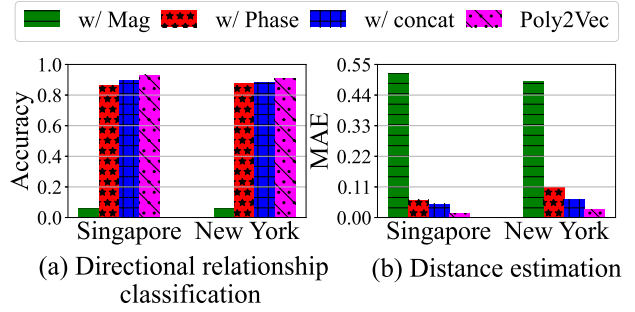 w/ Mag w/ Phase w/ concat Poly2Vec
Accuracy
1.0
0.8
0.6
0.4
0.2
0.0
Singapore New York
(a) Directional relationship
classification
MAE
0.55
0.44
0.33
0.22
0.11
0.00
Singapore New York
(b) Distance estimation